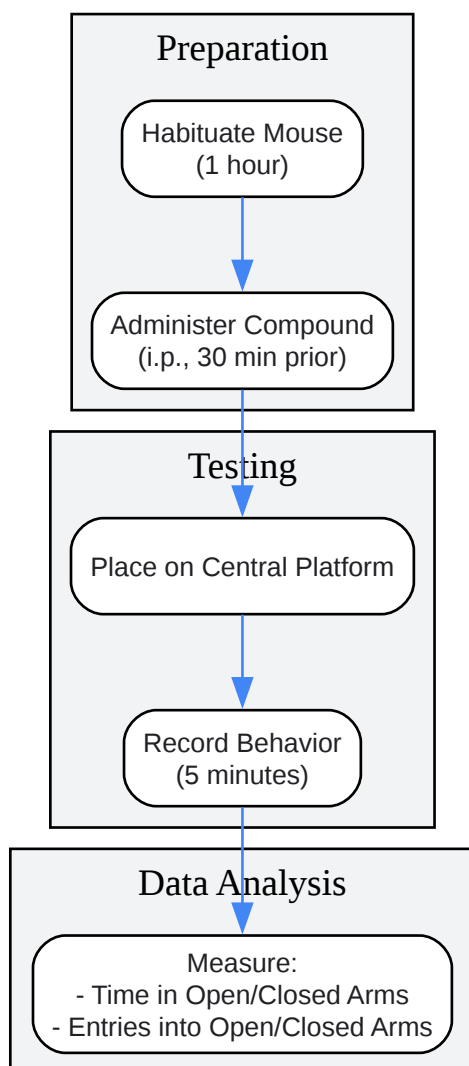 Preparation
Habituate Mouse
(1 hour)
Administer Compound
(i.p., 30 min prior)
Testing
Place on Central Platform
Record Behavior
(5 minutes)
Data Analysis
Measure:
- Time in Open/Closed Arms
- Entries into Open/Closed Arms